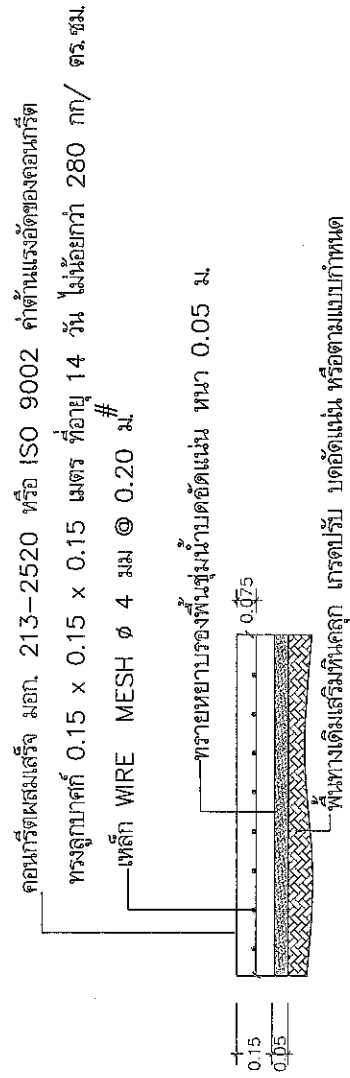 คอนกรีตผสมเสร็จ มอก. 213-2520 หรือ ISO 9002 ค่าต้านแรงอัดของคอนกรีต
ทรงลูกบาศก์ 0.15 x 0.15 x 0.15 เมตร ที่อายุ 14 วัน ไม่น้อยกว่า 280 กก/ ตร.ซม.
เหล็ก WIRE MESH ø 4 มม @ 0.20 ม.#
ทรายหยาบรองพื้นชุ่มน้ำบดอัดแน่น หนา 0.05 ม.
0.075
0.15
0.05
พื้นทางเดิมเสริมหินคลุก เกรดปรับ บดอัดแน่น หรือตามแบบกำหนด